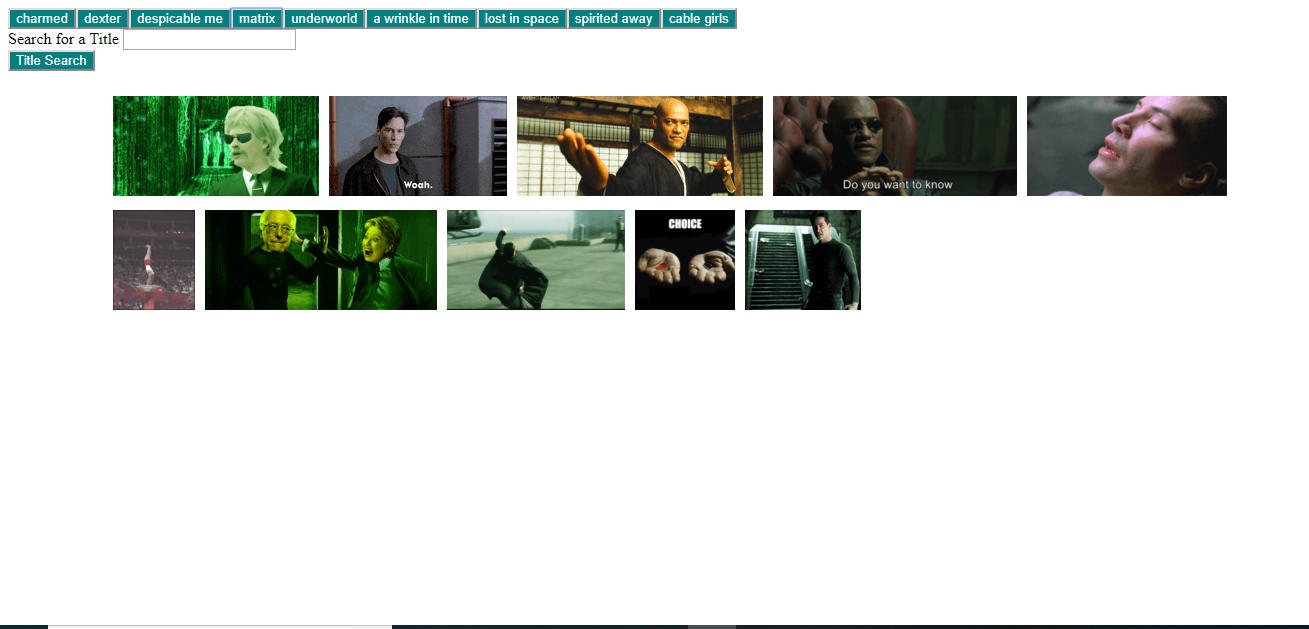 charmed dexter despicable me matrix underworld a wrinkle in time lost in space spirited away cable girls
Search for a Title
Title Search
Woah.
Do you want to know
CHOICE